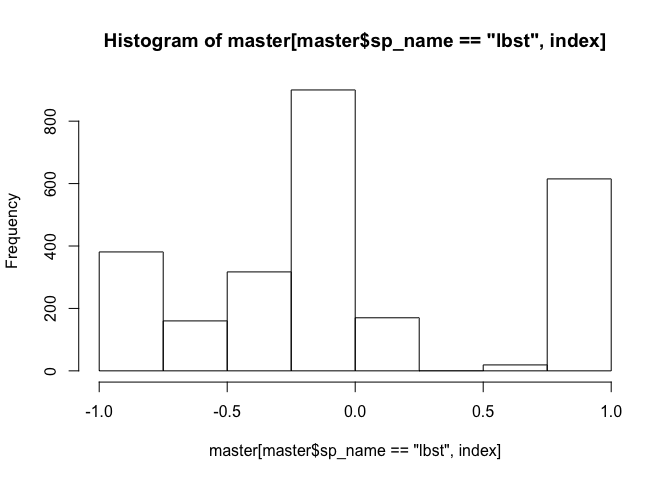 Histogram of master[master$sp_name == "lbst", index]
Frequency
800
600
400
200
0
-1.0 -0.5 0.0 0.5 1.0
master[master$sp_name == "lbst", index]